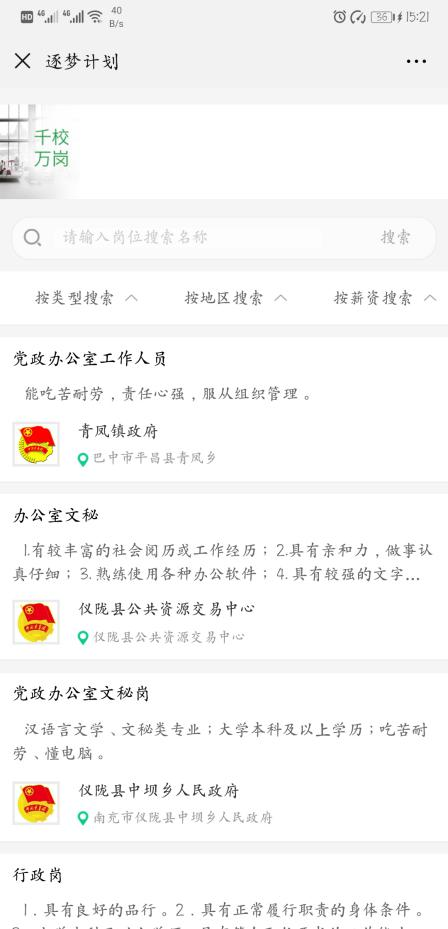 HD 4G 4G 40 B/s 36 15:21
逐梦计划
千校
万岗
请输入岗位搜索名称 搜索
按类型搜索 按地区搜索 按薪资搜索
党政办公室工作人员
能吃苦耐劳，责任心强，服从组织管理。
青凤镇政府
巴中市平昌县青凤乡
办公室文秘
1.有较丰富的社会阅历或工作经历；2.具有亲和力，做事认
真仔细；3.熟练使用各种办公软件；4.具有较强的文字...
仪陇县公共资源交易中心
仪陇县公共资源交易中心
党政办公室文秘岗
汉语言文学、文秘类专业；大学本科及以上学历；吃苦耐
劳、懂电脑。
仪陇县中坝乡人民政府
南充市仪陇县中坝乡人民政府
行政岗
1. 具有良好的品行。2. 具有正常履行职责的身体条件。